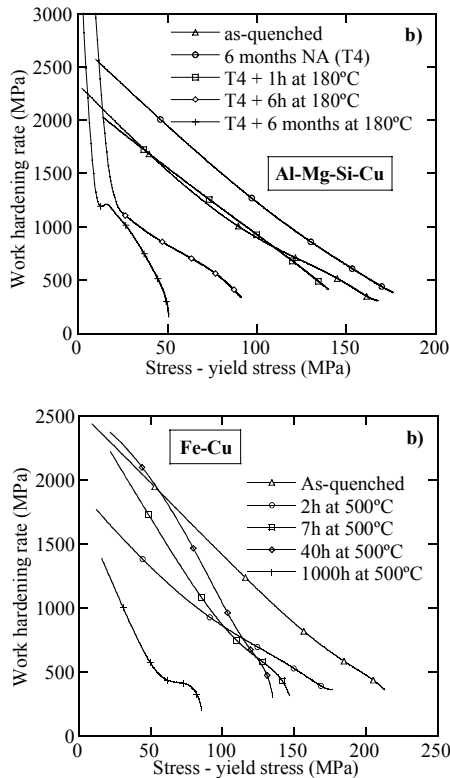 b)
3000
2500
2000
1500
1000
500
0
Work hardening rate (MPa)
as-quenched
6 months NA (T4)
T4 + 1h at 180ºC
T4 + 6h at 180ºC
T4 + 6 months at 180ºC
Al-Mg-Si-Cu
0 50 100 150 200
Stress - yield stress (MPa)
b)
2500
2000
1500
1000
500
0
Work hardening rate (MPa)
Fe-Cu
As-quenched
2h at 500ºC
7h at 500ºC
40h at 500ºC
1000h at 500ºC
0 50 100 150 200 250
Stress - yield stress (MPa)